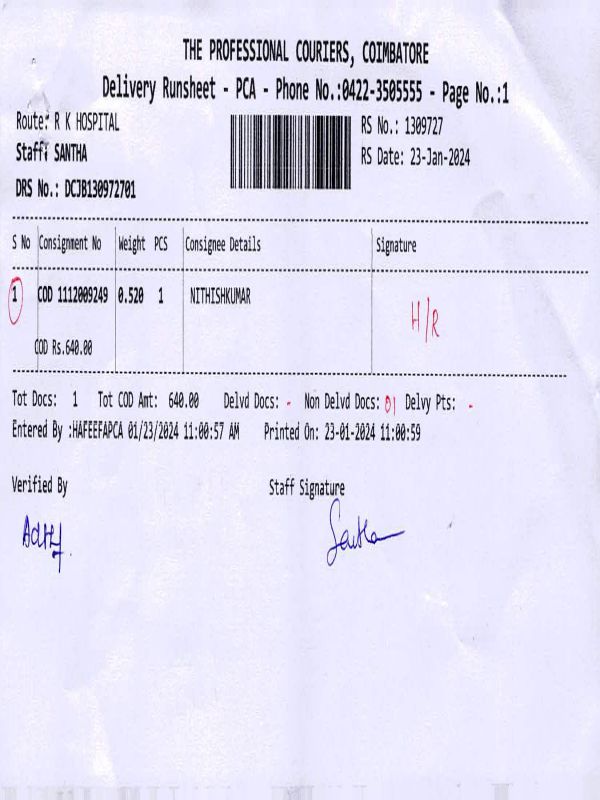 THE PROFESSIONAL COURIERS, COIMBATORE
Delivery Runsheet - PCA - Phone No.:0422-3505555 - Page No.:1
Route: R K HOSPITAL
RS No.: 1309727
Staff: SANTHA
RS Date: 23-Jan-2024
DRS No.: DCJB130972701
S No Consignment No Weight PCS Consignee Details Signature
1 COD 1112009249 0.520 1 NITHISHKUMAR H/R
COD Rs.640.00
Tot Docs: 1 Tot COD Amt: 640.00 Delvd Docs: - Non Delvd Docs: 01 Delvy Pts: -
Entered By :HAFEEFAPCA 01/23/2024 11:00:57 AM Printed On: 23-01-2024 11:00:59
Verified By Staff Signature
Santha